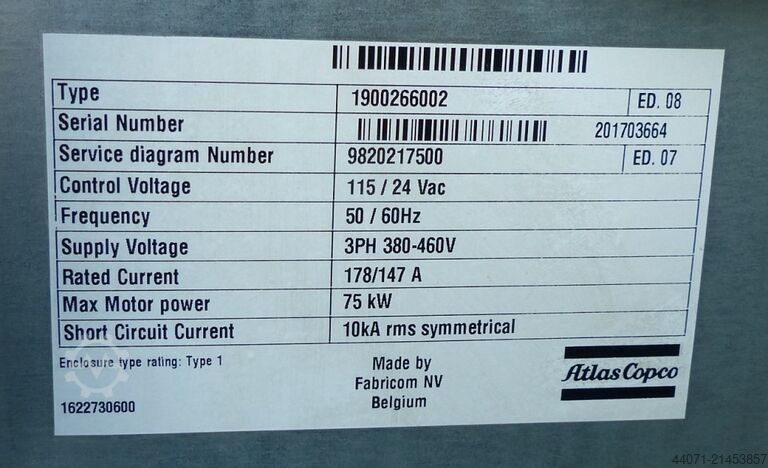 Type 1900266002 ED. 08
Serial Number 201703664
Service diagram Number 9820217500 ED. 07
Control Voltage 115 / 24 Vac
Frequency 50 / 60Hz
Supply Voltage 3PH 380-460V
Rated Current 178/147 A
Max Motor power 75 kW
Short Circuit Current 10kA rms symmetrical
Enclosure type rating: Type 1
Made by
Fabricom NV
Belgium
Atlas Copco
1622730600
44071-21453857